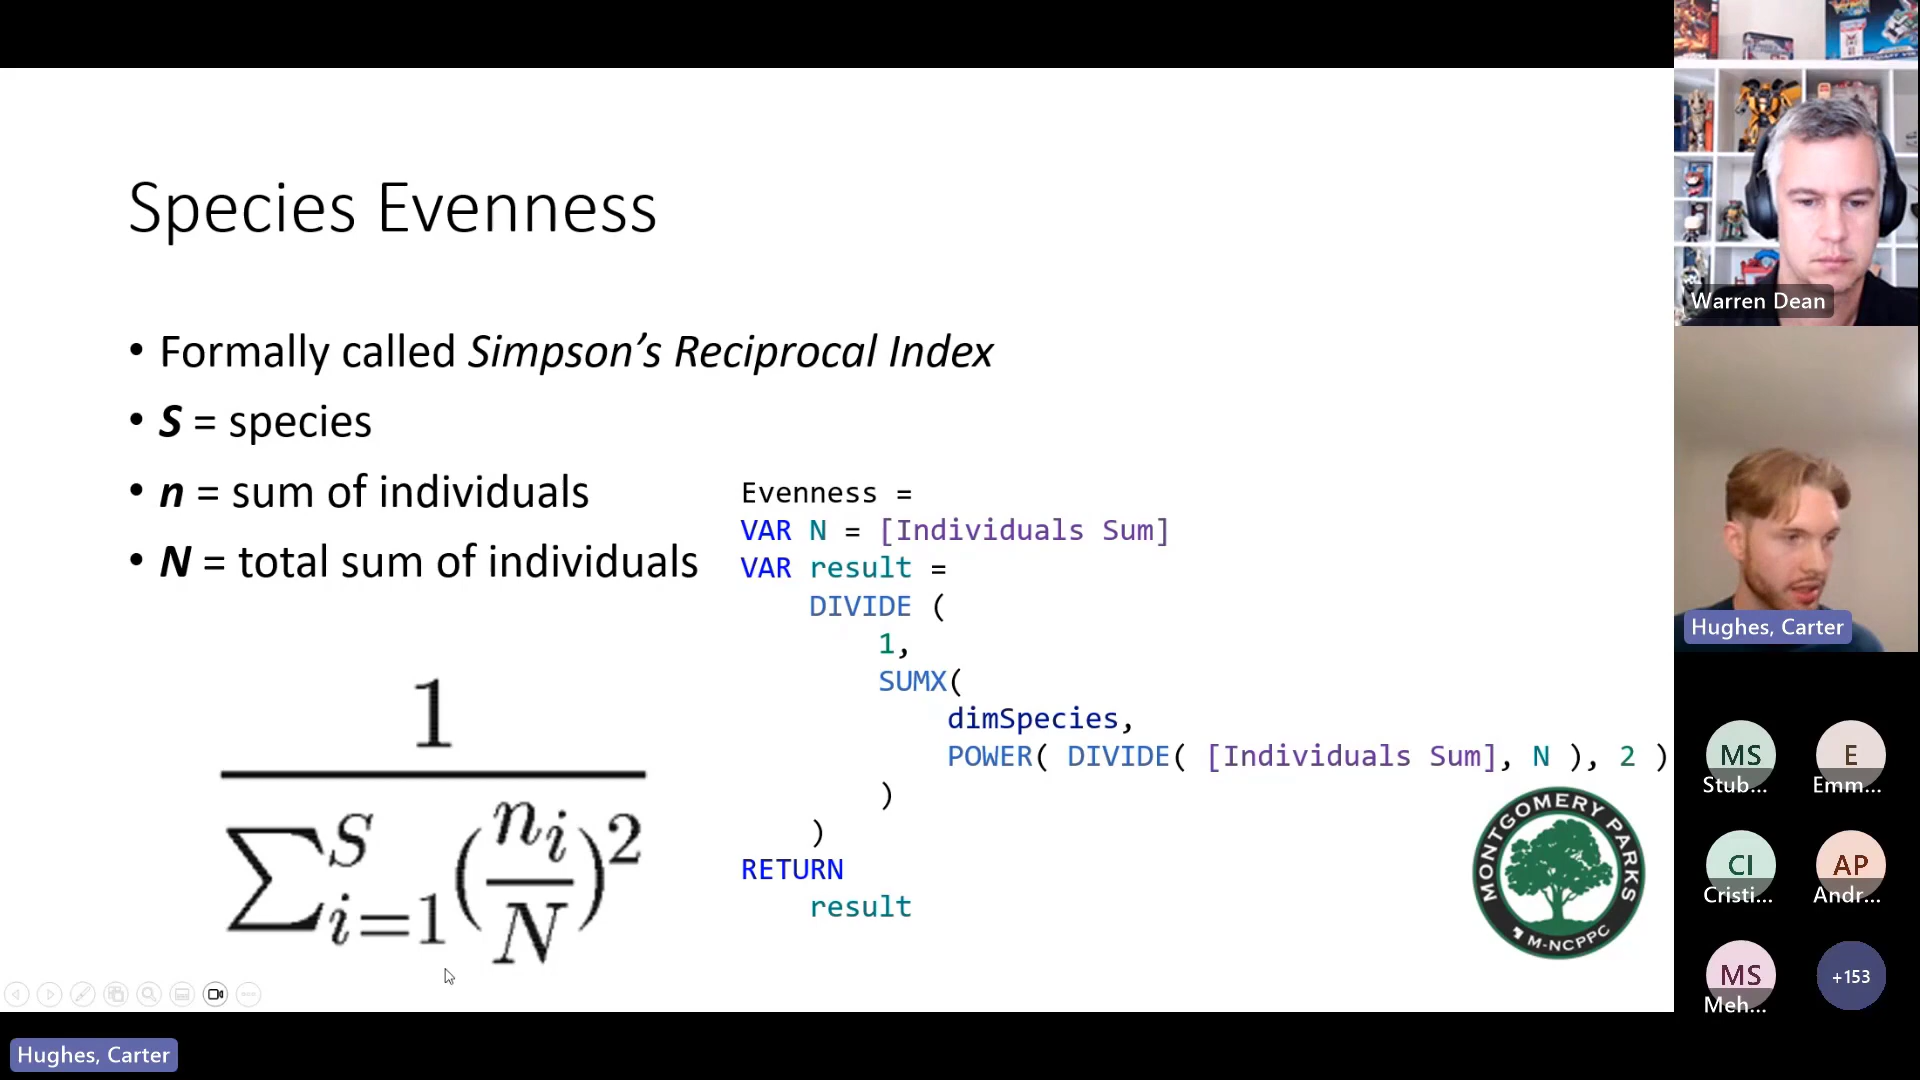 Species Evenness
• Formally called Simpson’s Reciprocal Index
• S = species
• n = sum of individuals
• N = total sum of individuals
Evenness =
VAR N = [Individuals Sum]
VAR result =
DIVIDE (
1,
SUMX(
dimSpecies,
POWER( DIVIDE( [Individuals Sum], N ), 2 )
)
)
RETURN
result
1
∑ S i=1 ( n i / N ) 2
MONTGOMERY PARKS
M-NCPPC
Warren Dean
Hughes, Carter
MS
Stub...
E
Emm...
CI
Cristi...
AP
Andr...
MS
Meh...
+153
Hughes, Carter